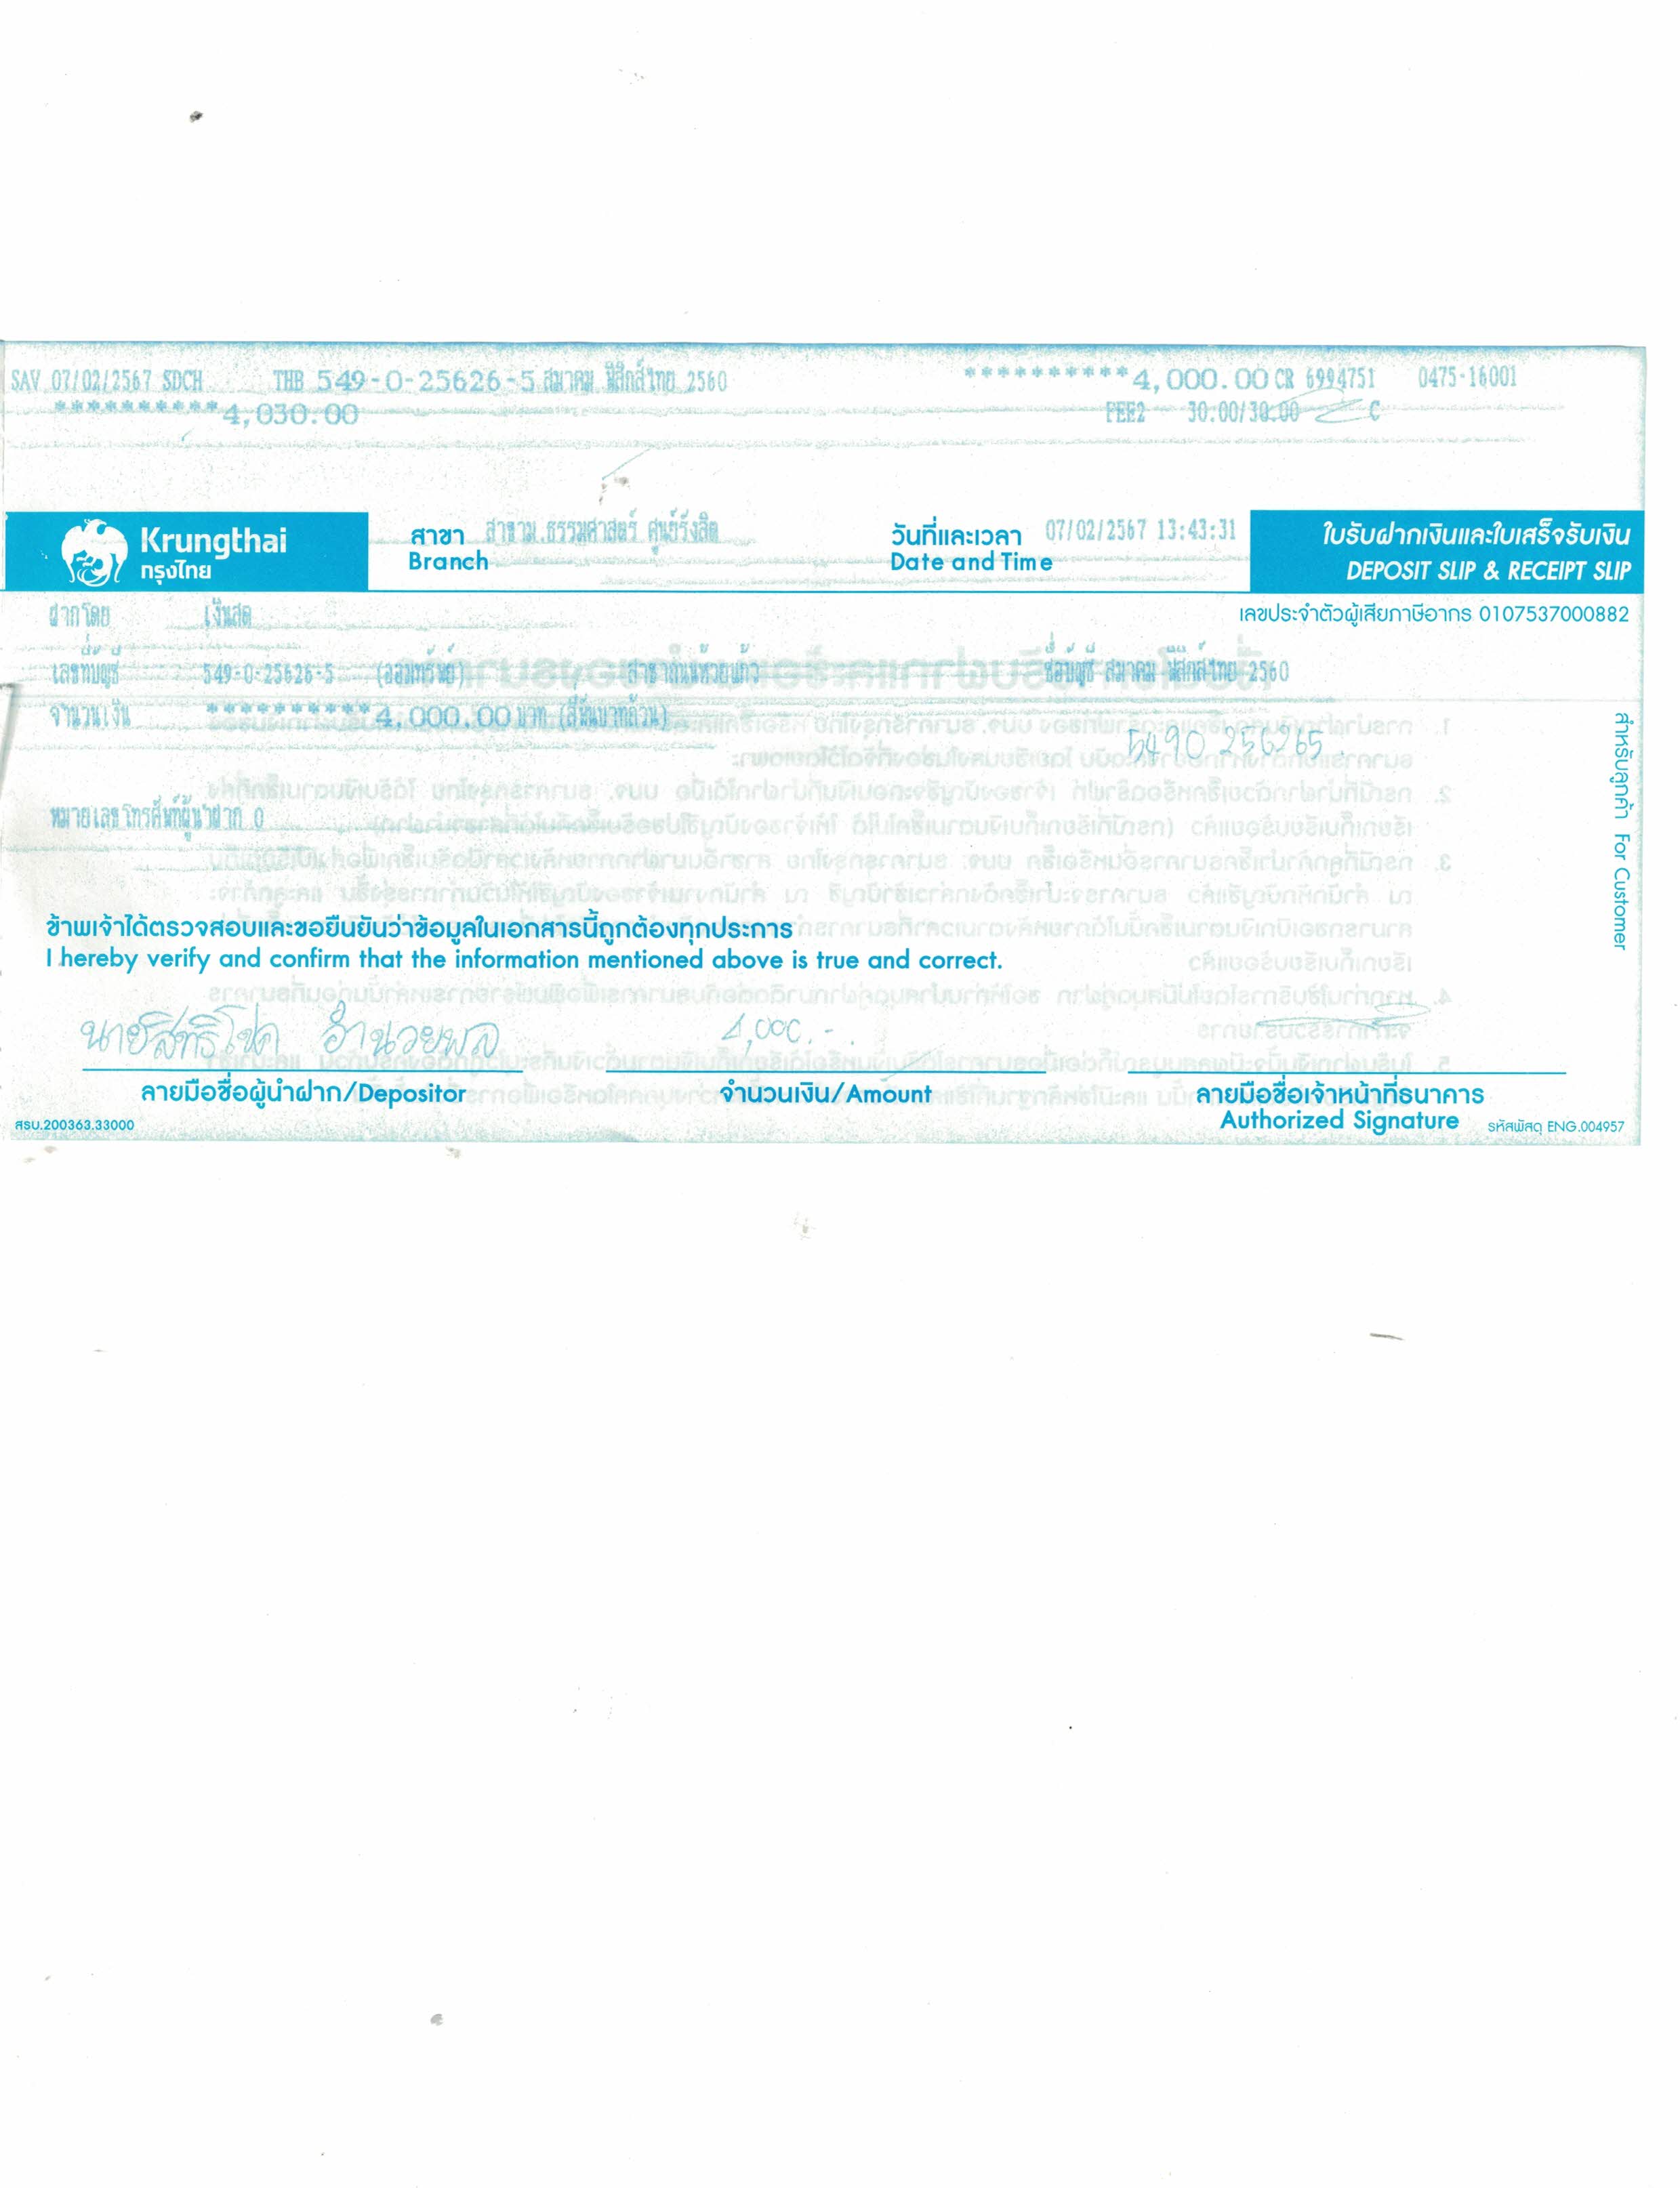 SAV 07/02/2567 SDCH THB 549-0-25626-5 สมาคม ฟิสิกส์ไทย 2560 **********4,000.00 CR 6994751 0475-16001
**********4,030.00 FEE2 30.00/30.00 C
Krungthai
กรุงไทย
สาขา สาขาม.ธรรมศาสตร์ ศูนย์รังสิต
Branch
วันที่และเวลา 07/02/2567 13:43:31
Date and Time
ใบรับฝากเงินและใบเสร็จรับเงิน
DEPOSIT SLIP & RECEIPT SLIP
เลขประจำตัวผู้เสียภาษีอากร 0107537000882
ฝากโดย เงินสด
เลขที่บัญชี 549-0-25626-5 (ออมทรัพย์) ชื่อบัญชี สมาคม ฟิสิกส์ไทย 2560
จำนวนเงิน **********4,000.00 บาท (สี่พันบาทถ้วน)
5490 256265.
หมายเลขโทรศัพท์ผู้นำฝาก 0
สำหรับลูกค้า For Customer
ข้าพเจ้าได้ตรวจสอบและขอยืนยันว่าข้อมูลในเอกสารนี้ถูกต้องทุกประการ
I hereby verify and confirm that the information mentioned above is true and correct.
นายสิทธิโชค อำนวยพล 4,000.-
ลายมือชื่อผู้นำฝาก/Depositor จำนวนเงิน/Amount ลายมือชื่อเจ้าหน้าที่ธนาคาร
Authorized Signature
สรบ.200363.33000 รหัสพัสดุ ENG.004957